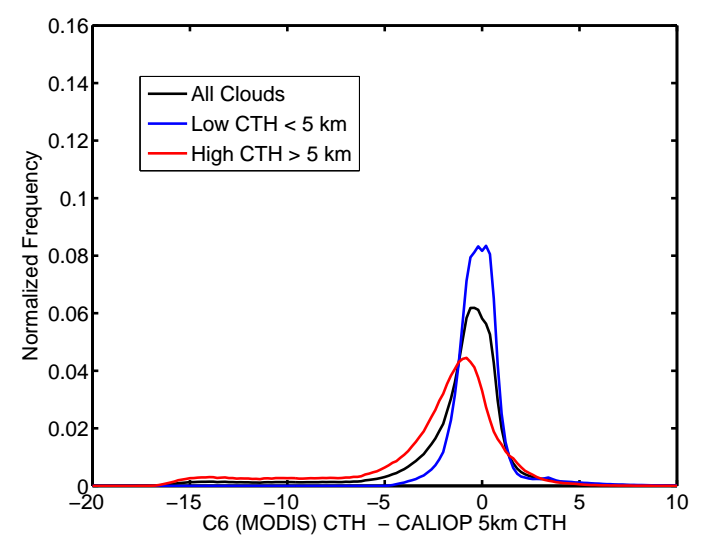 0.16
0.14
0.12
0.1
0.08
0.06
0.04
0.02
0
Normalized Frequency
All Clouds
Low CTH < 5 km
High CTH > 5 km
−20 −15 −10 −5 0 5 10
C6 (MODIS) CTH − CALIOP 5km CTH